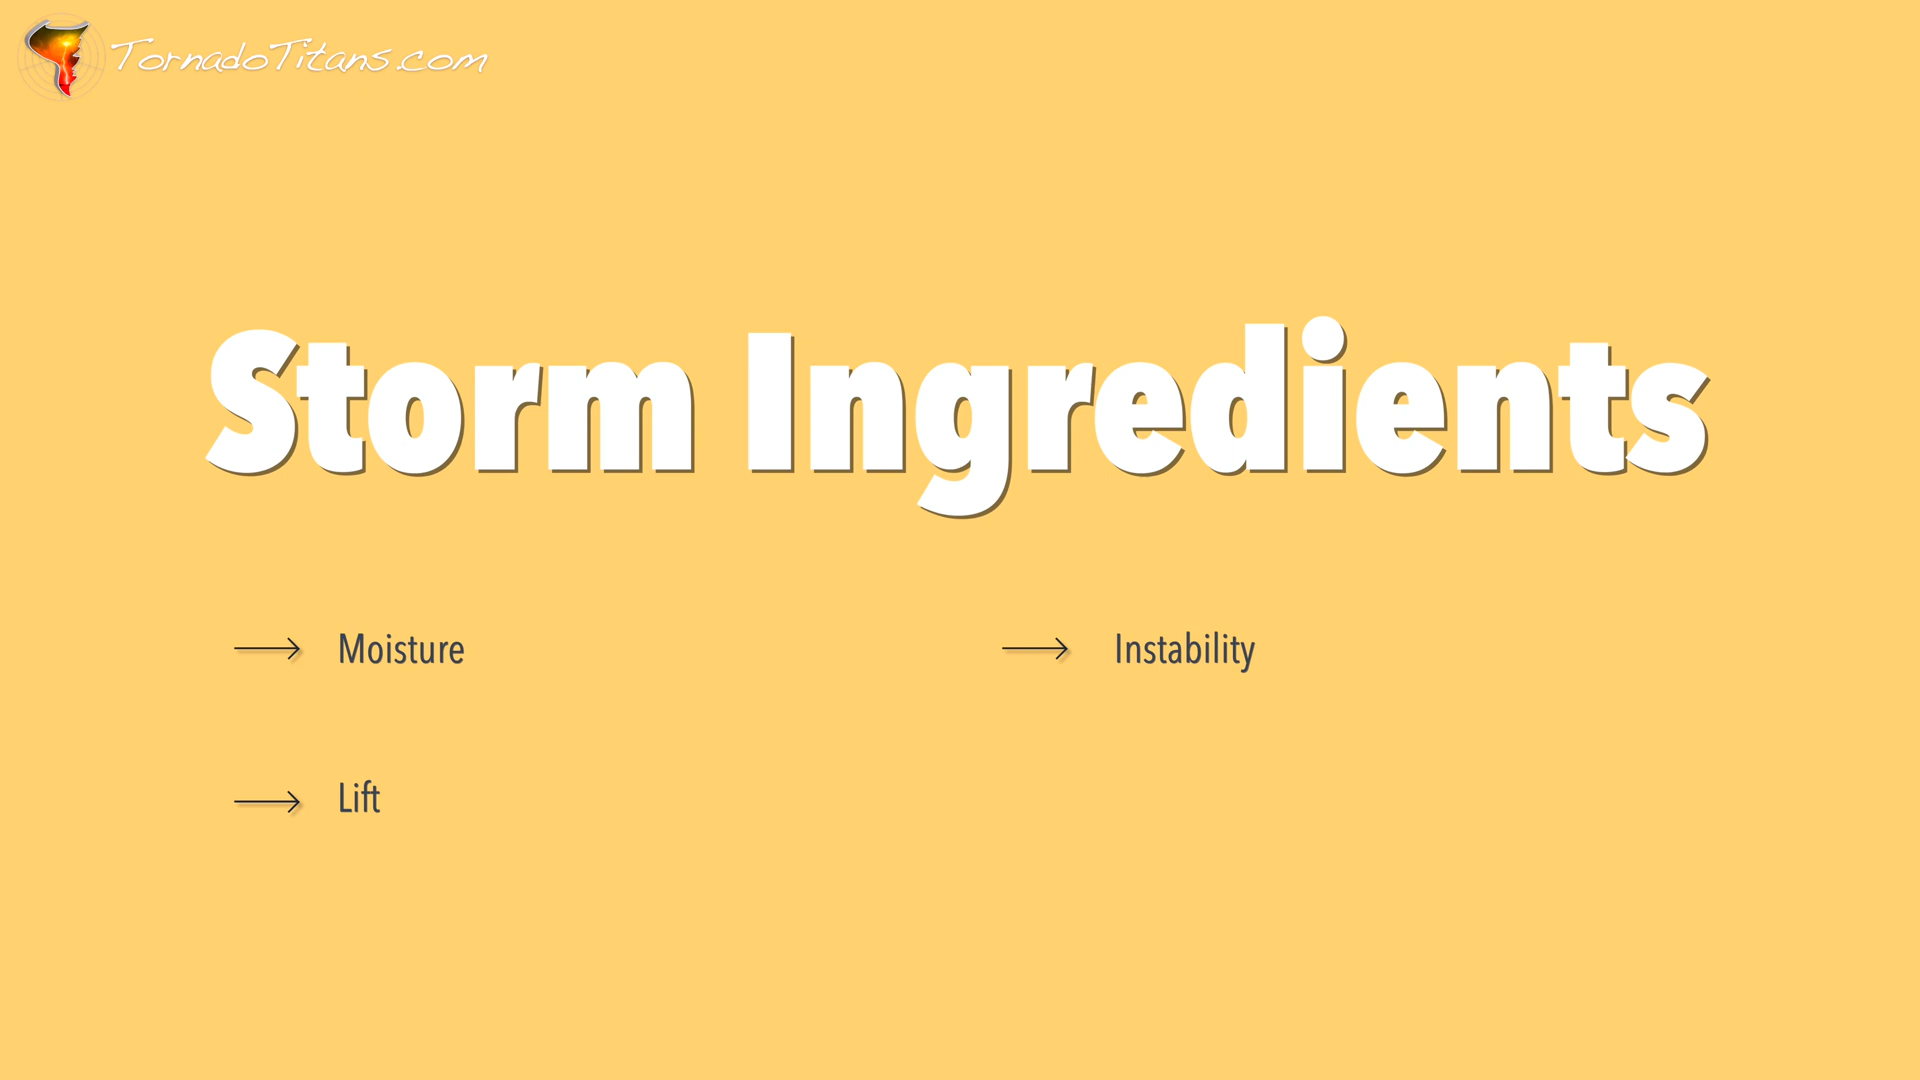 TornadoTitans.com
Storm Ingredients
Moisture
Instability
Lift